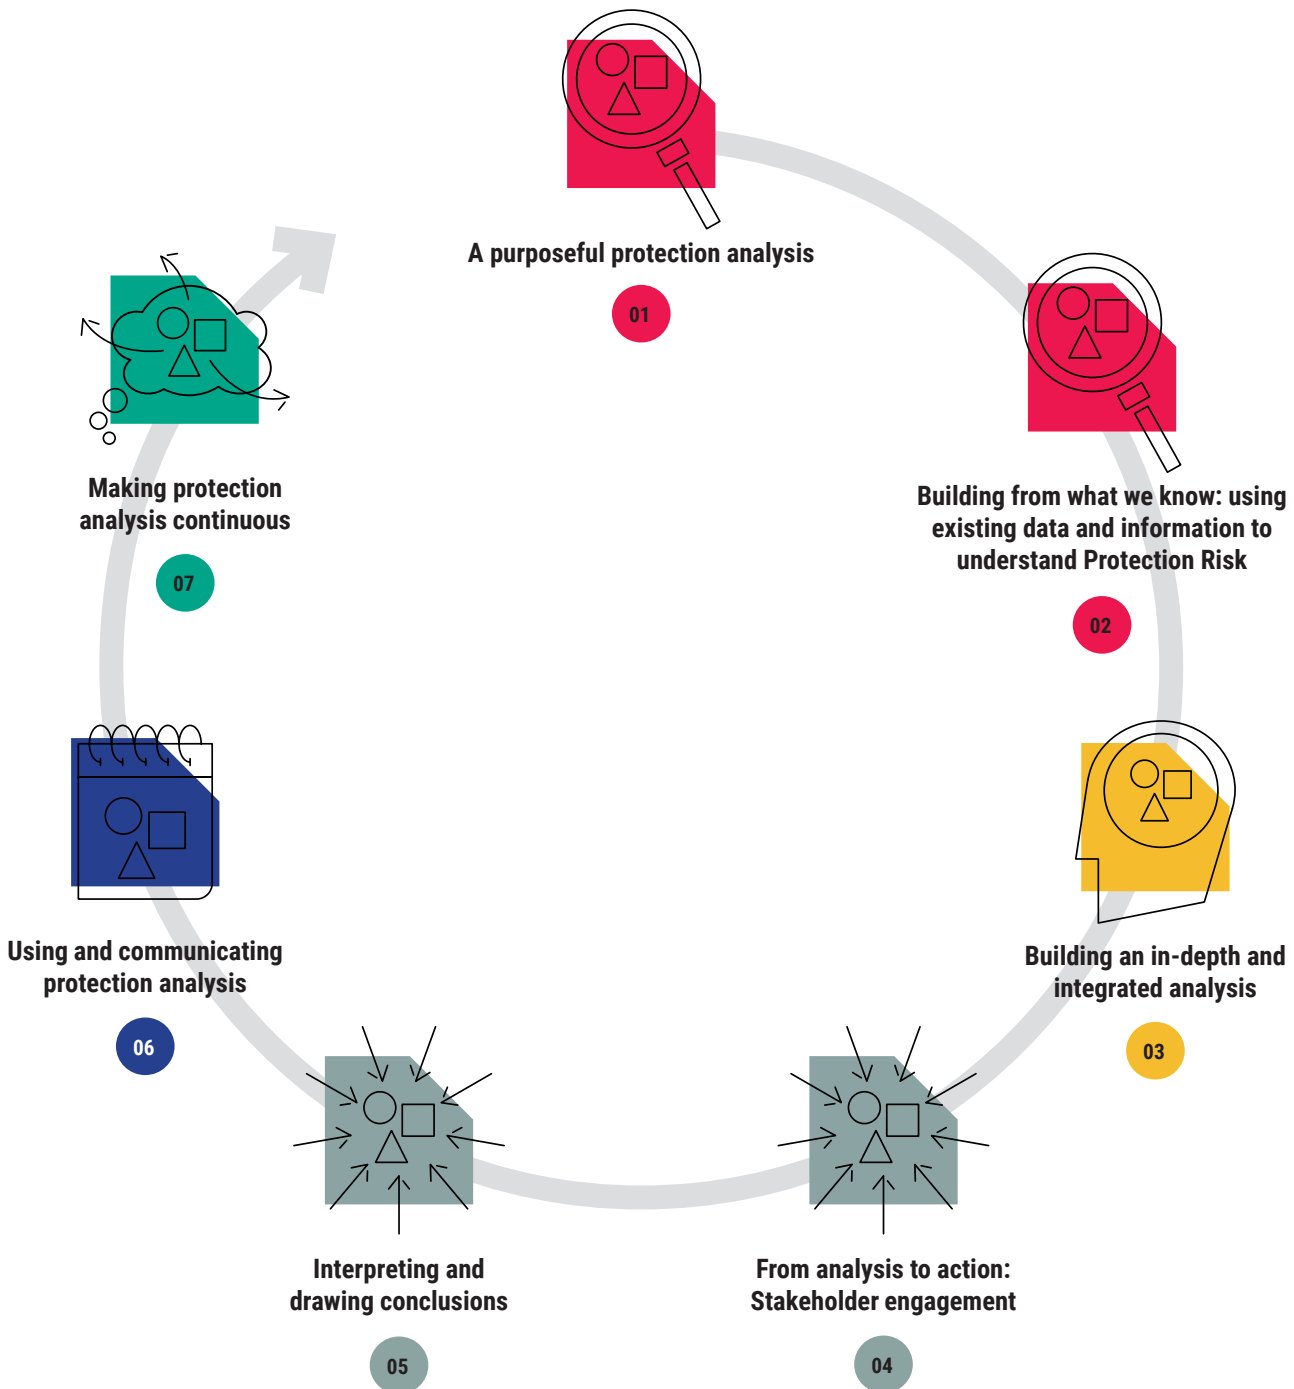 A purposeful protection analysis
01
Building from what we know: using
existing data and information to
understand Protection Risk
02
Building an in-depth and
integrated analysis
03
From analysis to action:
Stakeholder engagement
04
Interpreting and
drawing conclusions
05
Using and communicating
protection analysis
06
Making protection
analysis continuous
07